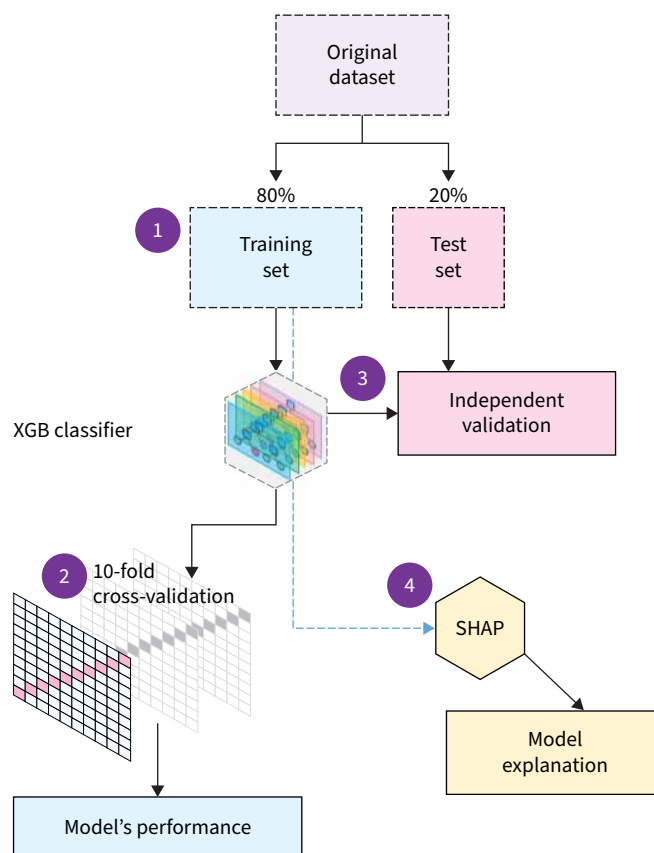 Original
dataset
80%
20%
1
Training
set
Test
set
3
Independent
validation
XGB classifier
2
10-fold
cross-validation
4
SHAP
Model
explanation
Model's performance